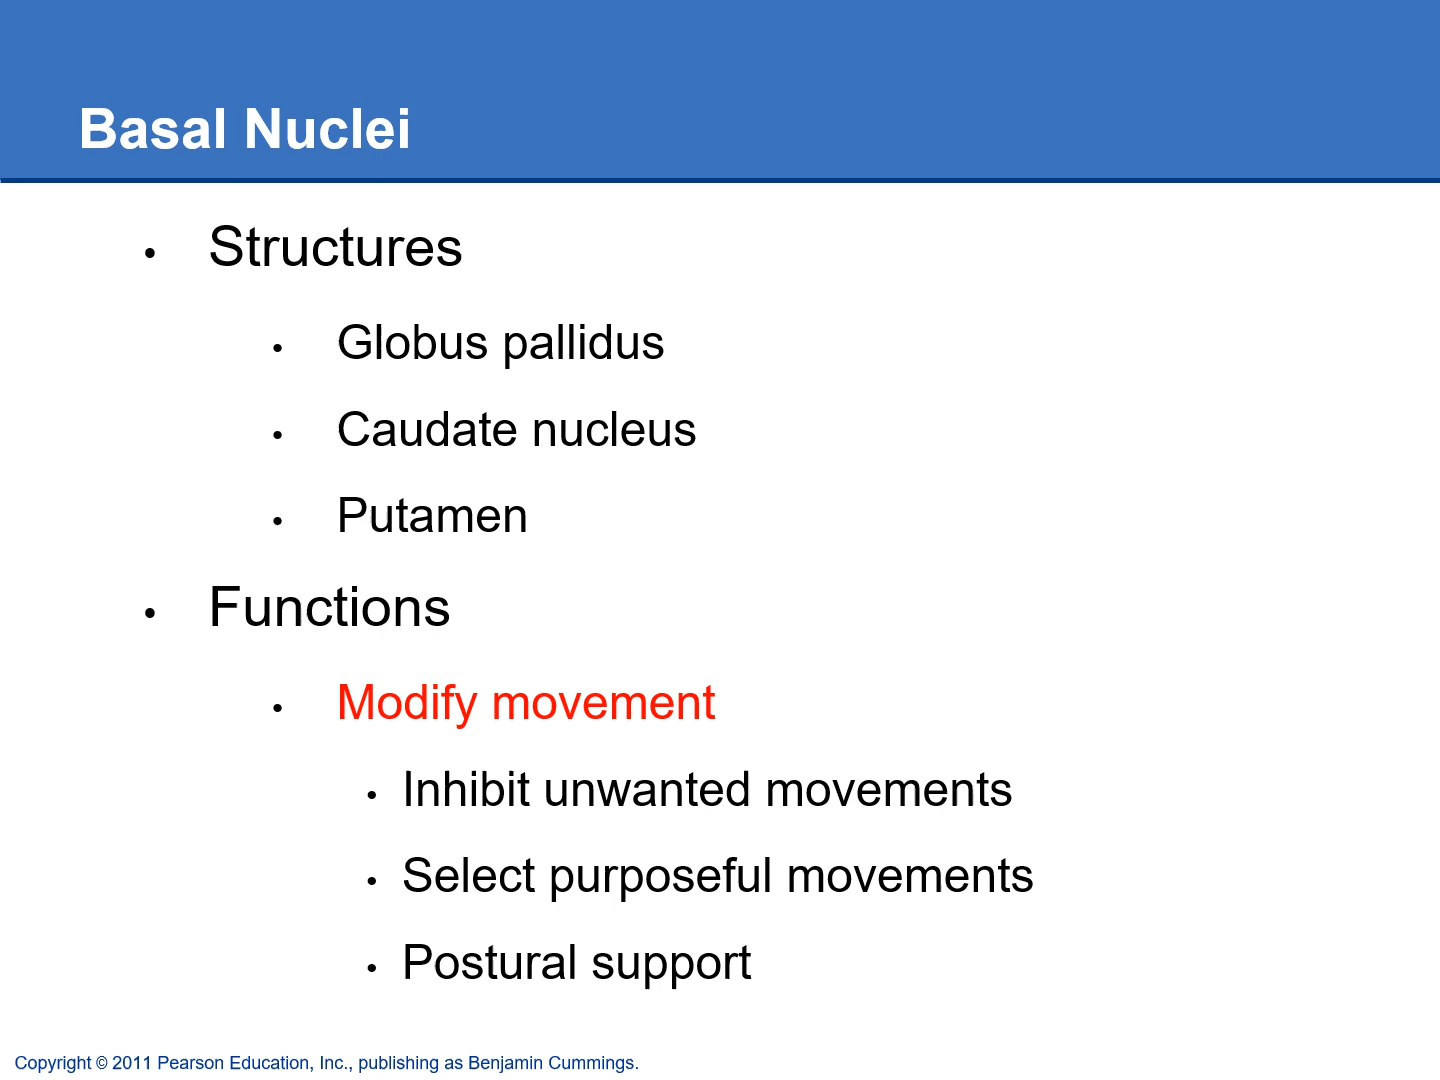 Basal Nuclei
• Structures
• Globus pallidus
• Caudate nucleus
• Putamen
• Functions
• Modify movement
• Inhibit unwanted movements
• Select purposeful movements
• Postural support
Copyright © 2011 Pearson Education, Inc., publishing as Benjamin Cummings.